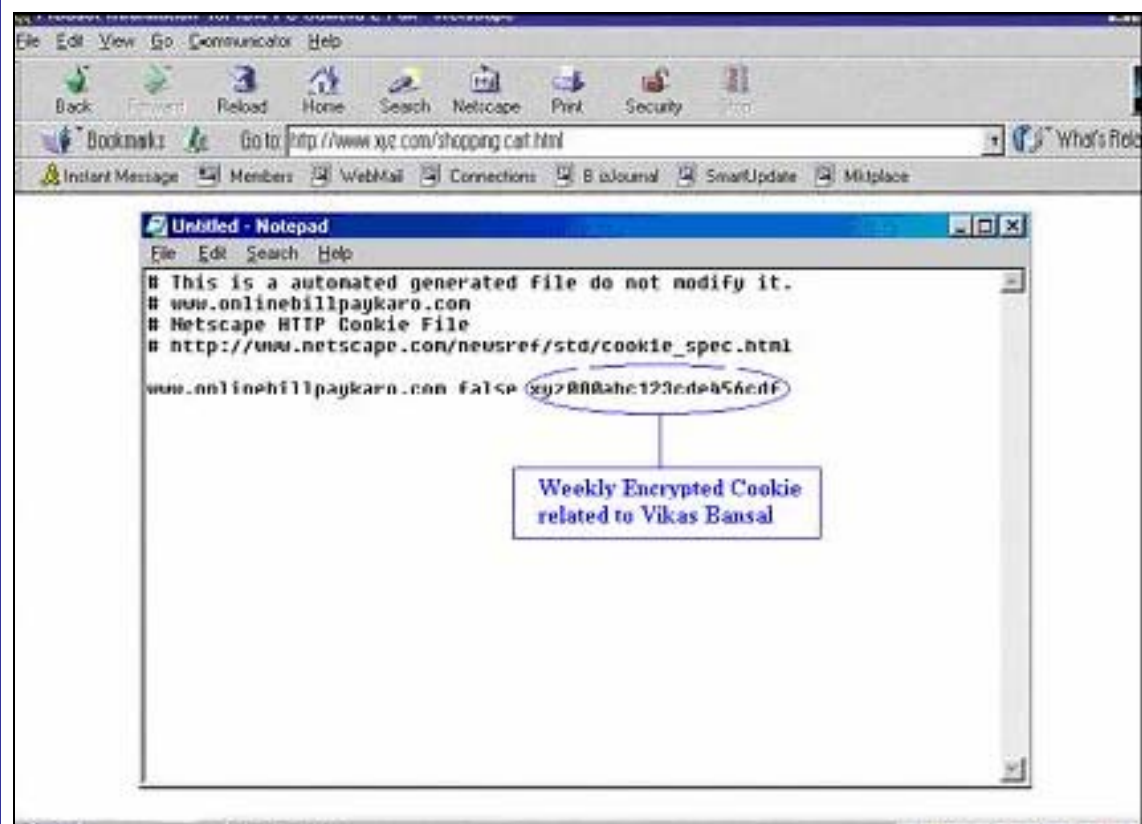 File Edit View Go Communicator Help
Back Forward Reload Home Search Netscape Print Security Stop
Bookmarks Go to: http://www.xyz.com/shopping cart.html What's Rela
Instant Message Members WebMail Connections BizJournal SmartUpdate Mktplace
Untitled - Notepad
File Edit Search Help
# This is a automated generated file do not modify it.
# www.onlinebillpaykaro.com
# Netscape HTTP Cookie File
# http://www.netscape.com/newsref/std/cookie_spec.html
www.onlinebillpaykaro.com false
Weekly Encrypted Cookie
related to Vikas Bansal